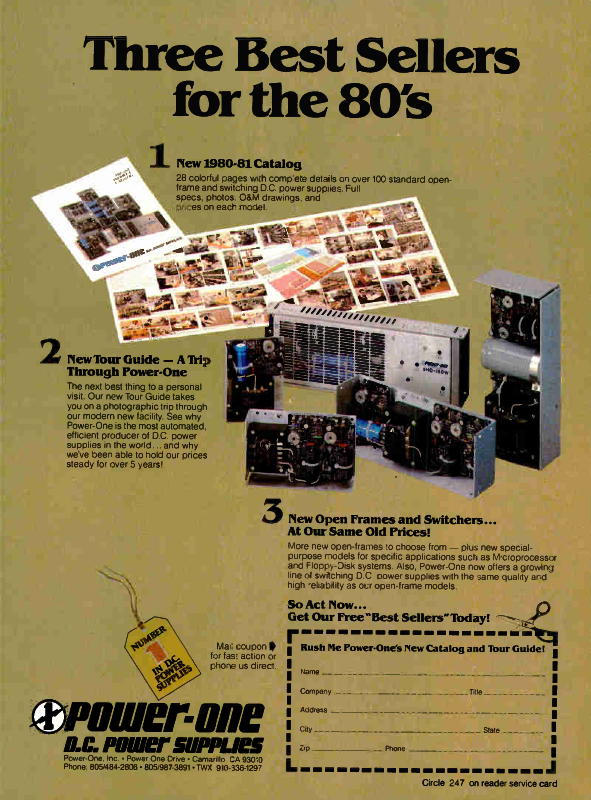 Three Best Sellers
for the 80's
1 New 1980-81 Catalog
28 colorful pages with complete details on over 100 standard open-
frame and switching D.C. power supplies. Full
specs, photos, O&M drawings, and
prices on each model.
POWER-ONE D.C. POWER SUPPLIES
POWER-ONE
SHQ-150W
2 New Tour Guide — A Trip
Through Power-One
The next best thing to a personal
visit. Our new Tour Guide takes
you on a photographic trip through
our modern new facility. See why
Power-One is the most automated,
efficient producer of D.C. power
supplies in the world... and why
we've been able to hold our prices
steady for over 5 years!
3 New Open Frames and Switchers...
At Our Same Old Prices!
More new open-frames to choose from — plus new special-
purpose models for specific applications such as Microprocessor
and Floppy-Disk systems. Also, Power-One now offers a growing
line of switching D.C. power supplies with the same quality and
high reliability as our open-frame models.
So Act Now...
Get Our Free "Best Sellers" Today!
NUMBER
1
IN D.C.
POWER
SUPPLIES
Mail coupon
for fast action or
phone us direct.
Rush Me Power-One's New Catalog and Tour Guide!
Name
Company Title
Address
City State
Zip Phone
POWER-ONE
D.C. POWER SUPPLIES
Power-One, Inc. • Power One Drive • Camarillo, CA 93010
Phone: 805/484-2806 • 805/987-3891 • TWX 910-336-1297
Circle 247 on reader service card